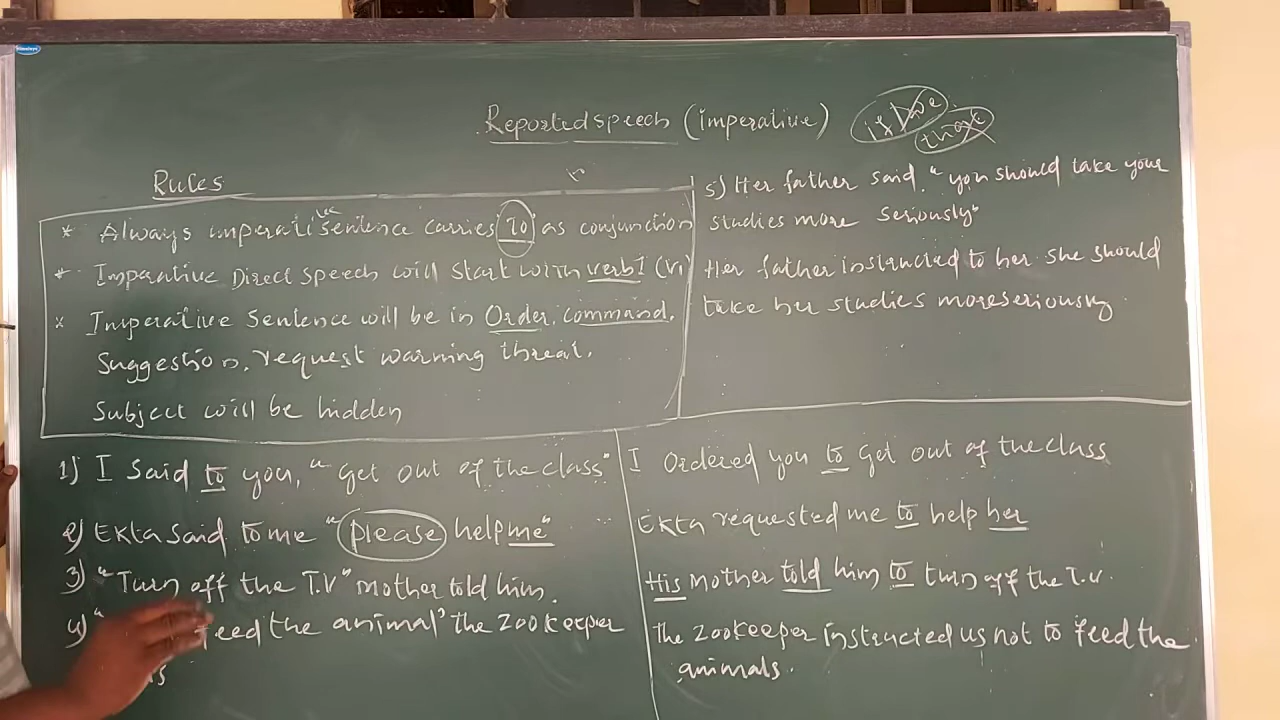 Reported speech (imperative)
Rules
* Always imperati ve sentence carries To as conjunction
* Imperative Direct speech will start with verb1 (V1)
* Imperative sentence will be in Order, command,
Suggestion, request warning threat.
Subject will be hidden
5) Her father said, "you should take your
studies more seriously"
Her father instructed to her she should
take her studies more seriously.
1) I said to you, "get out of the class"
I Ordered you to get out of the class
2) Ekta said to me "please help me"
Ekta requested me to help her
3) "Turn off the T.V" mother told him.
His mother told him to turn off the T.V.
4) " feed the animal" the zookeeper
The zookeeper instructed us not to feed the
animals.